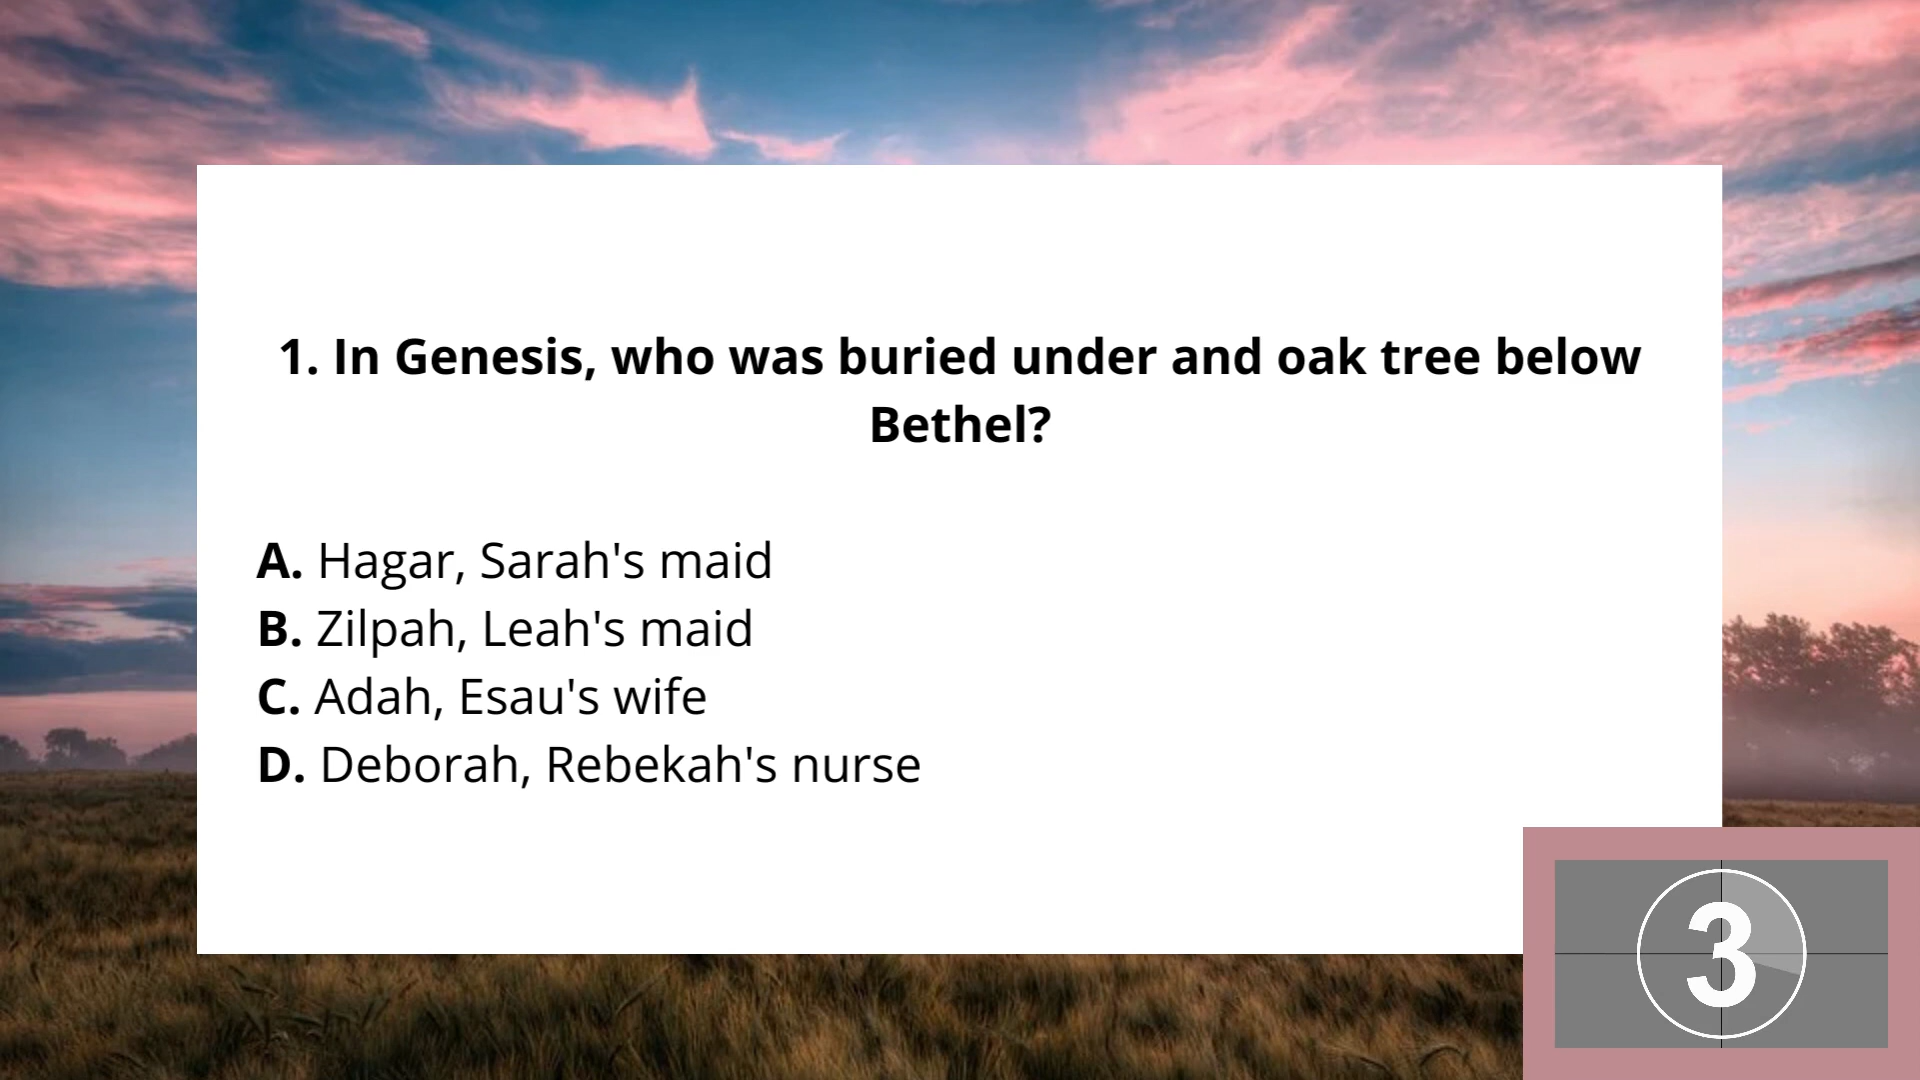 1. In Genesis, who was buried under and oak tree below
Bethel?
A. Hagar, Sarah's maid
B. Zilpah, Leah's maid
C. Adah, Esau's wife
D. Deborah, Rebekah's nurse
3